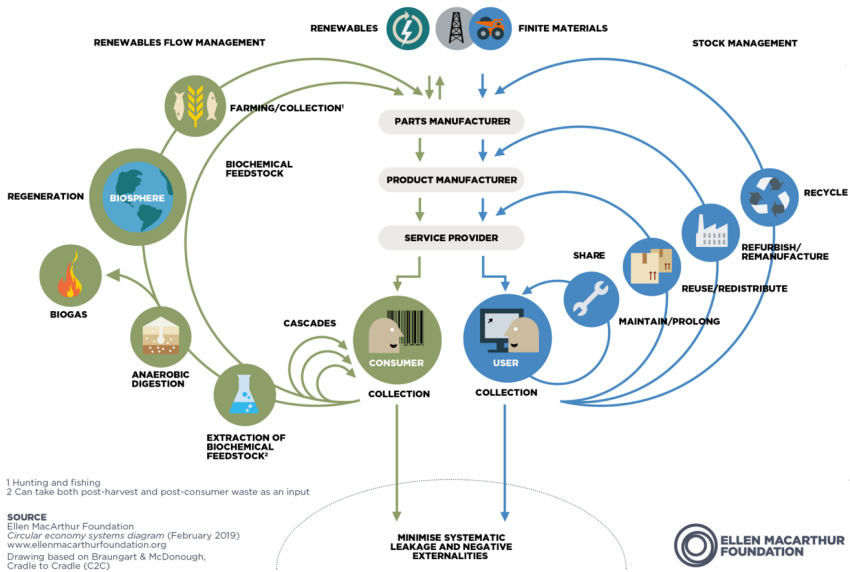 RENEWABLES
FINITE MATERIALS
RENEWABLES FLOW MANAGEMENT
STOCK MANAGEMENT
FARMING/COLLECTION¹
PARTS MANUFACTURER
BIOCHEMICAL
FEEDSTOCK
PRODUCT MANUFACTURER
REGENERATION
BIOSPHERE
RECYCLE
SERVICE PROVIDER
SHARE
REFURBISH/
REMANUFACTURE
REUSE/REDISTRIBUTE
BIOGAS
CASCADES
MAINTAIN/PROLONG
CONSUMER
USER
ANAEROBIC
DIGESTION
COLLECTION
COLLECTION
EXTRACTION OF
BIOCHEMICAL
FEEDSTOCK²
1 Hunting and fishing
2 Can take both post-harvest and post-consumer waste as an input
SOURCE
Ellen MacArthur Foundation
Circular economy systems diagram (February 2019)
www.ellenmacarthurfoundation.org
Drawing based on Braungart & McDonough,
Cradle to Cradle (C2C)
MINIMISE SYSTEMATIC
LEAKAGE AND NEGATIVE
EXTERNALITIES
ELLEN MACARTHUR
FOUNDATION